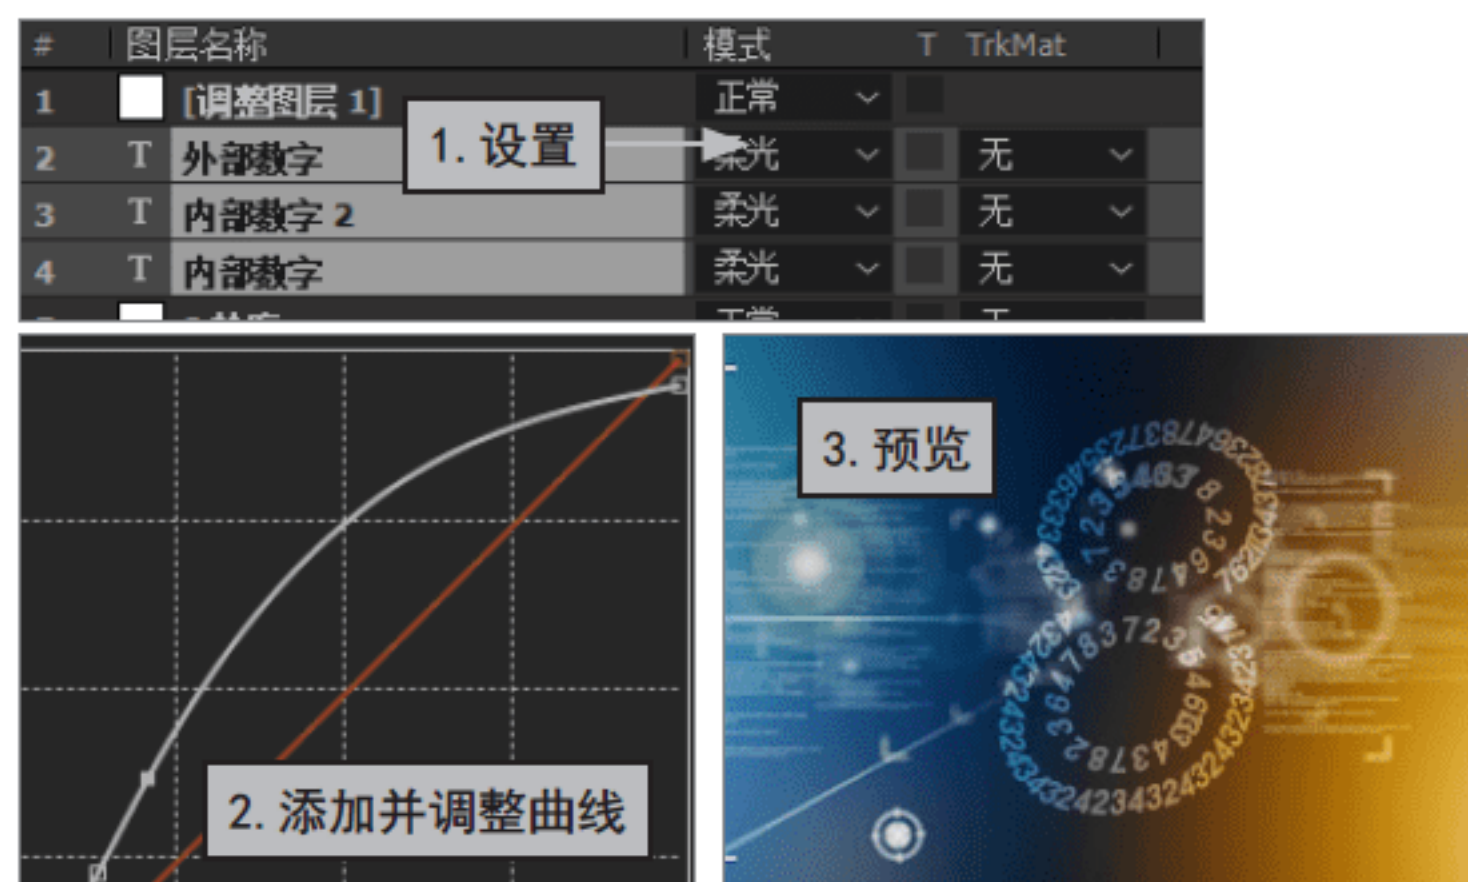 # 图层名称 模式 T TrkMat
1 [调整图层 1] 正常
2 T 外部数字 柔光 无
1. 设置
3 T 内部数字 2 柔光 无
4 T 内部数字 柔光 无
2. 添加并调整曲线
3. 预览